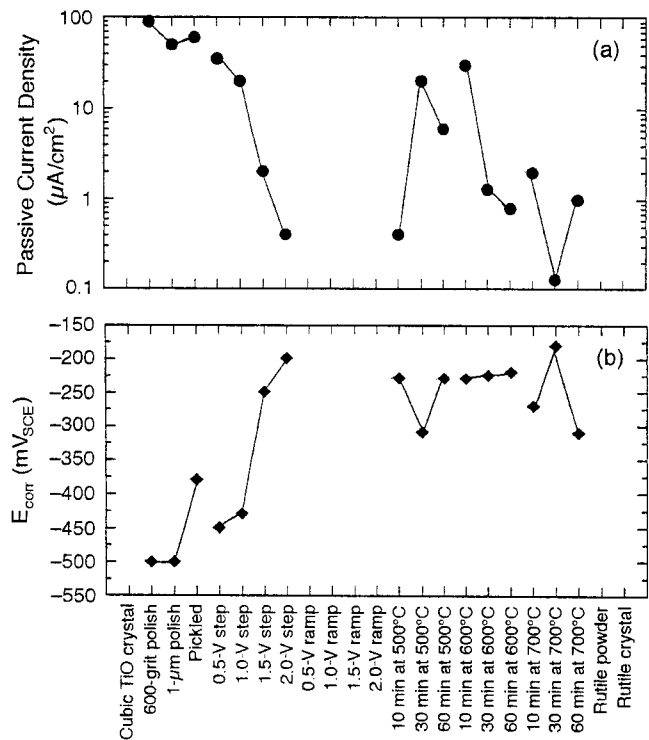 100
10
1
0.1
Passive Current Density
(μA/cm²)
(a)
−150
−200
−250
−300
−350
−400
−450
−500
−550
E_corr (mV_SCE)
(b)
Cubic TiO crystal
600-grit polish
1-μm polish
Pickled
0.5-V step
1.0-V step
1.5-V step
2.0-V step
0.5-V ramp
1.0-V ramp
1.5-V ramp
2.0-V ramp
10 min at 500°C
30 min at 500°C
60 min at 500°C
10 min at 600°C
30 min at 600°C
60 min at 600°C
10 min at 700°C
30 min at 700°C
60 min at 700°C
Rutile powder
Rutile crystal